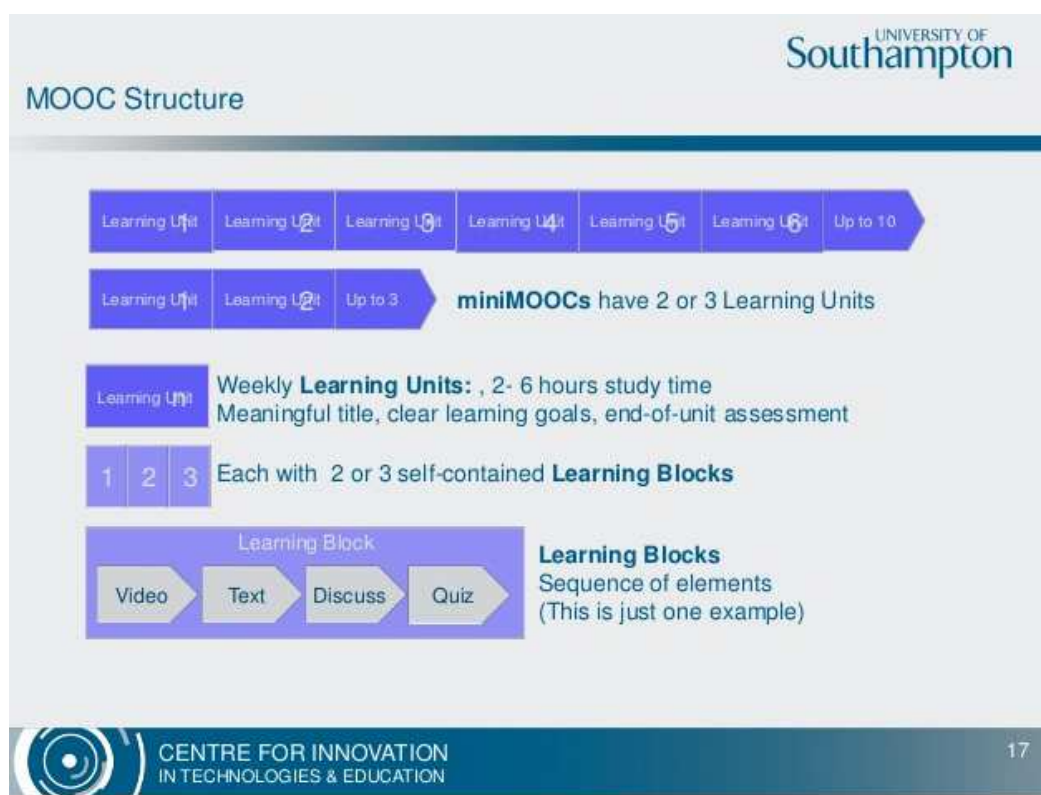 UNIVERSITY OF
Southampton
MOOC Structure
Learning Unit 1 Learning Unit 2 Learning Unit 3 Learning Unit 4 Learning Unit 5 Learning Unit 6 Up to 10
Learning Unit 1 Learning Unit 2 Up to 3 miniMOOCs have 2 or 3 Learning Units
Learning Unit n
Weekly Learning Units: , 2- 6 hours study time
Meaningful title, clear learning goals, end-of-unit assessment
1 2 3 Each with 2 or 3 self-contained Learning Blocks
Learning Block
Video Text Discuss Quiz
Learning Blocks
Sequence of elements
(This is just one example)
CENTRE FOR INNOVATION
IN TECHNOLOGIES & EDUCATION
17